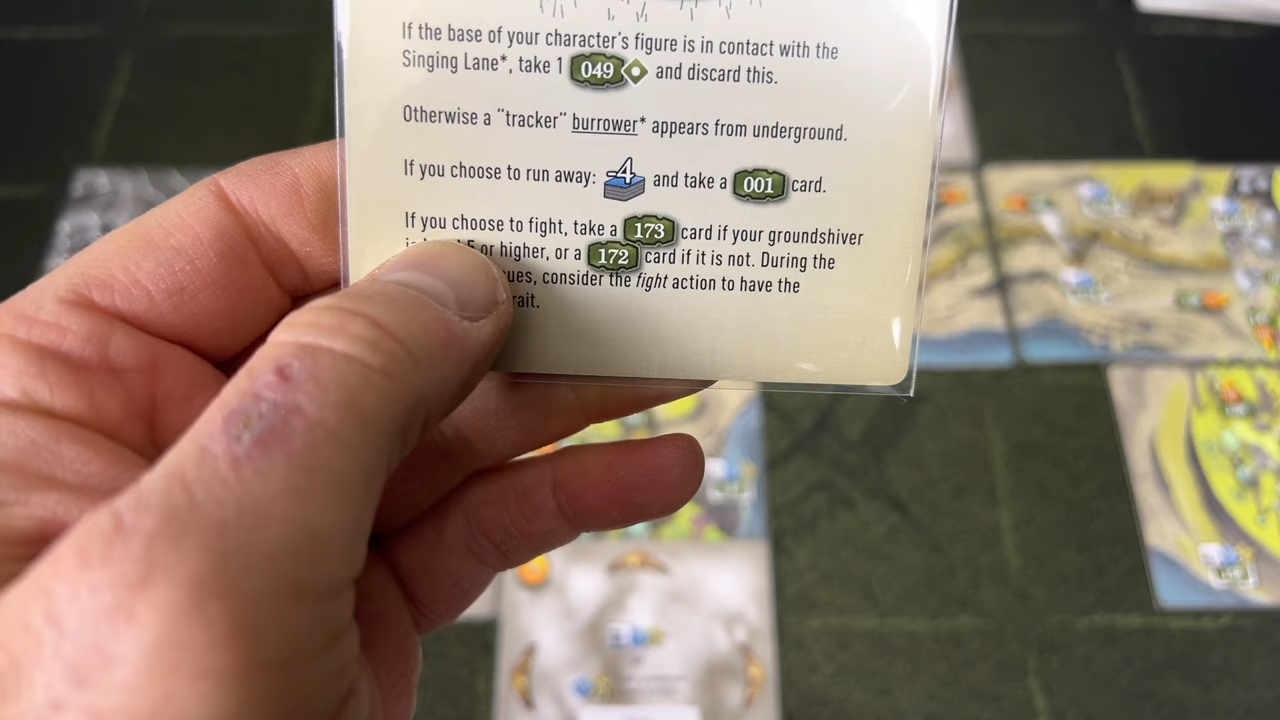 If the base of your character's figure is in contact with the
Singing Lane*, take 1 049 and discard this.
Otherwise a "tracker" burrower* appears from underground.
If you choose to run away: -4 and take a 001 card.
If you choose to fight, take a 173 card if your groundshiver
5 or higher, or a 172 card if it is not. During the
consider the fight action to have the